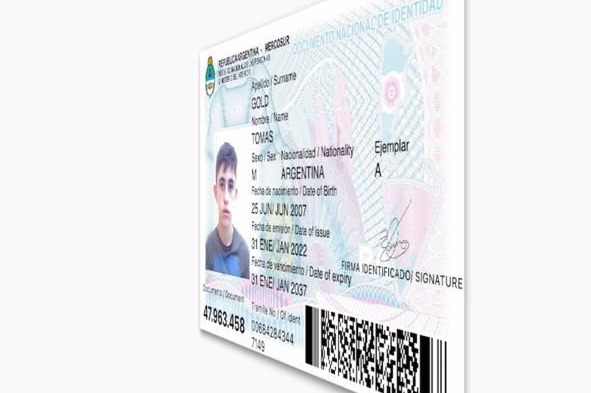 REPUBLICA ARGENTINA - MERCOSUR
DOCUMENTO NACIONAL DE IDENTIDAD
Apellido / Surname
GOLD
Nombre / Name
TOMAS
Sexo / Sex Nacionalidad / Nationality
M ARGENTINA
Ejemplar
A
Fecha de nacimiento / Date of Birth
25 JUN/ JUN 2007
Fecha de emisión / Date of issue
31 ENE/ JAN 2022
Fecha de vencimiento / Date of expiry
31 ENE/ JAN 2037
FIRMA IDENTIFICADO/ SIGNATURE
Documento / Document
47.963.458
Tramite No / Of. ident
00684284344
7149